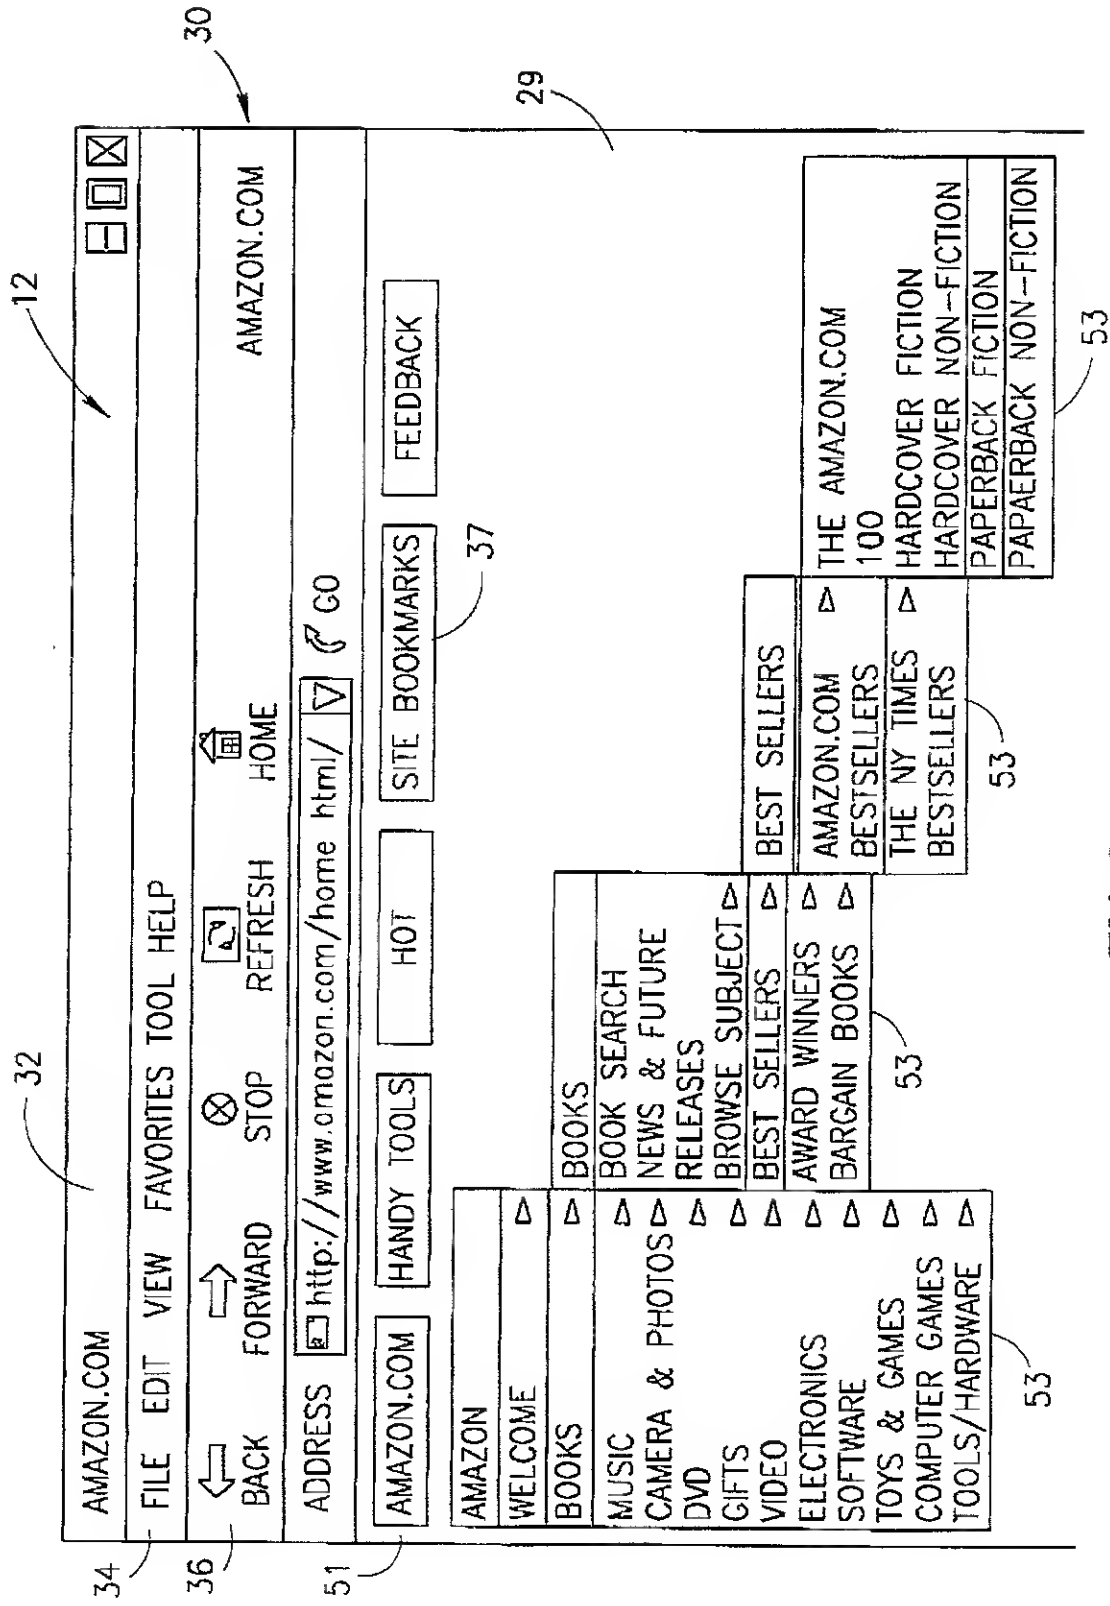 12
32
30
AMAZON.COM
34
FILE EDIT VIEW FAVORITES TOOL HELP
36
BACK FORWARD STOP REFRESH HOME
AMAZON.COM
ADDRESS http://www.amazon.com/home html/ GO
51
AMAZON.COM HANDY TOOLS HOT SITE BOOKMARKS FEEDBACK
37
29
AMAZON
WELCOME
BOOKS
MUSIC
CAMERA & PHOTOS
DVD
GIFTS
VIDEO
ELECTRONICS
SOFTWARE
TOYS & GAMES
COMPUTER GAMES
TOOLS/HARDWARE
53
BOOKS
BOOK SEARCH
NEWS & FUTURE
RELEASES
BROWSE SUBJECT
BEST SELLERS
AWARD WINNERS
BARGAIN BOOKS
53
BEST SELLERS
AMAZON.COM
BESTSELLERS
THE NY TIMES
BESTSELLERS
53
THE AMAZON.COM
100
HARDCOVER FICTION
HARDCOVER NON-FICTION
PAPERBACK FICTION
PAPAERBACK NON-FICTION
53